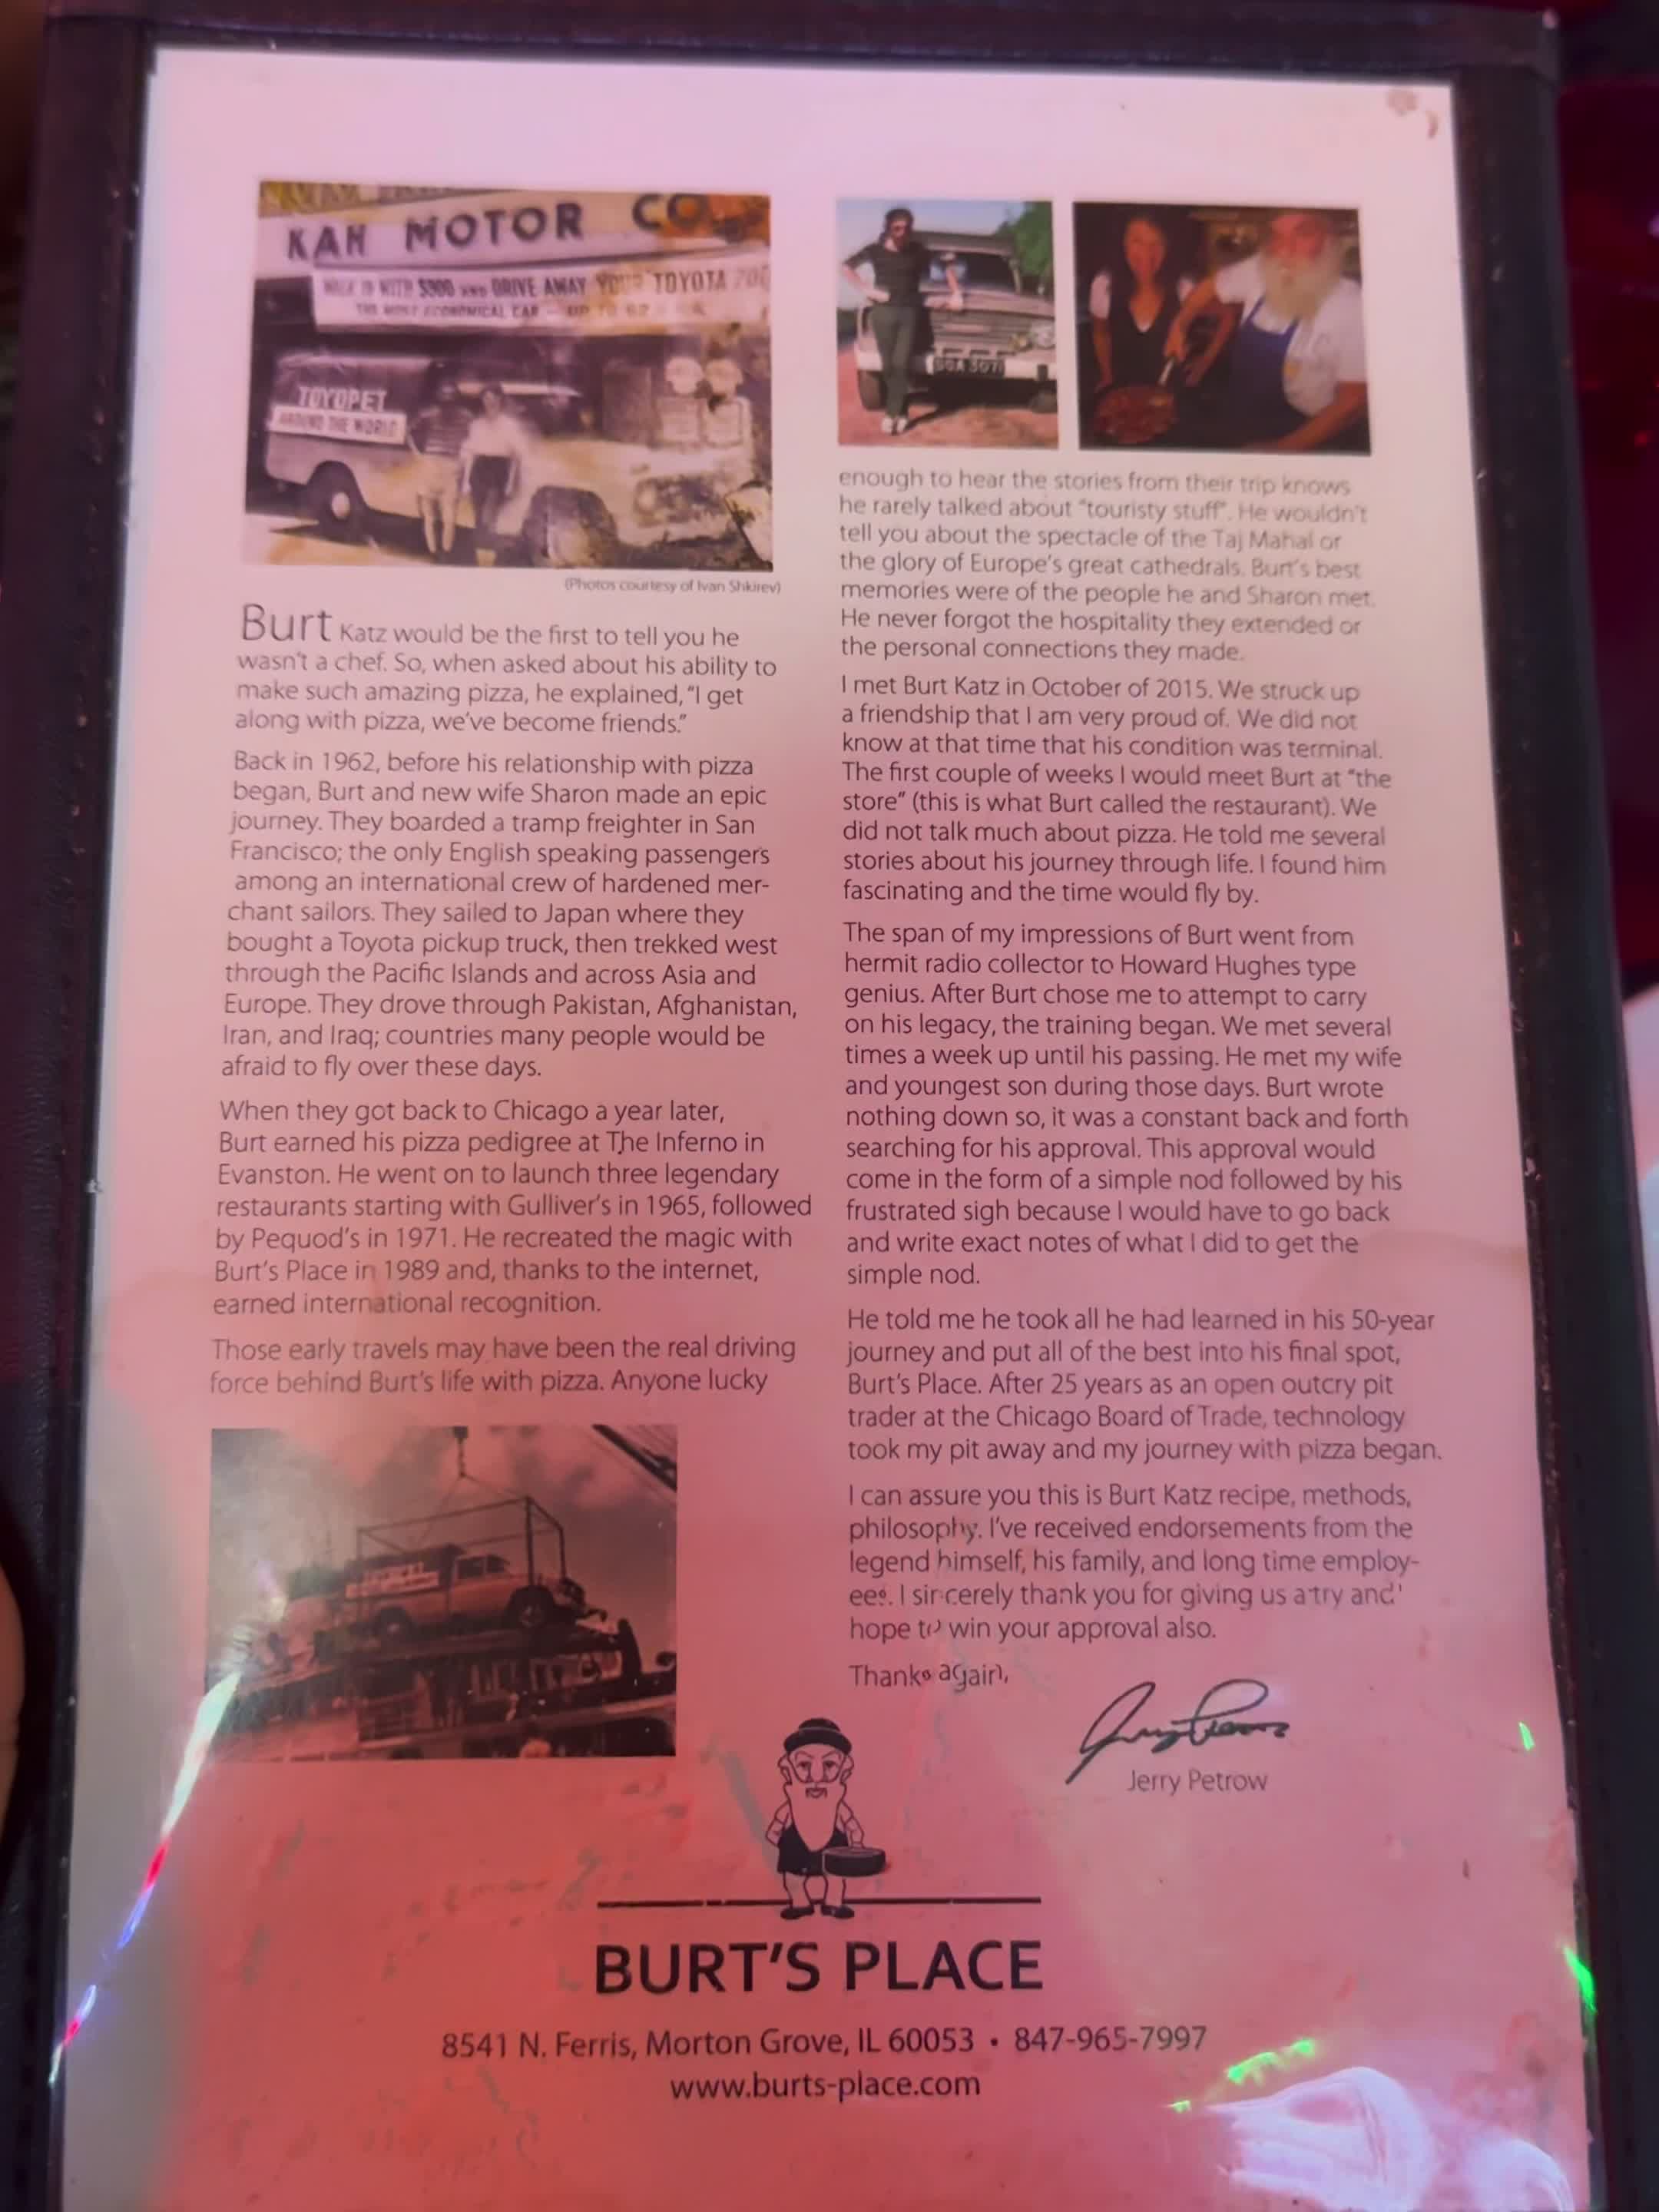 KAH MOTOR CO.
WALK IN WITH $300 AND DRIVE AWAY YOUR TOYOTA 700
THE MOST ECONOMICAL CAR — UP TO 62
TOYOPET
AROUND THE WORLD
(Photos courtesy of Ivan Shkirev)
Burt Katz would be the first to tell you he
wasn't a chef. So, when asked about his ability to
make such amazing pizza, he explained, "I get
along with pizza, we've become friends."
Back in 1962, before his relationship with pizza
began, Burt and new wife Sharon made an epic
journey. They boarded a tramp freighter in San
Francisco; the only English speaking passengers
among an international crew of hardened mer-
chant sailors. They sailed to Japan where they
bought a Toyota pickup truck, then trekked west
through the Pacific Islands and across Asia and
Europe. They drove through Pakistan, Afghanistan,
Iran, and Iraq; countries many people would be
afraid to fly over these days.
When they got back to Chicago a year later,
Burt earned his pizza pedigree at The Inferno in
Evanston. He went on to launch three legendary
restaurants starting with Gulliver's in 1965, followed
by Pequod's in 1971. He recreated the magic with
Burt's Place in 1989 and, thanks to the internet,
earned international recognition.
Those early travels may have been the real driving
force behind Burt's life with pizza. Anyone lucky
enough to hear the stories from their trip knows
he rarely talked about "touristy stuff". He wouldn't
tell you about the spectacle of the Taj Mahal or
the glory of Europe's great cathedrals. Burt's best
memories were of the people he and Sharon met.
He never forgot the hospitality they extended or
the personal connections they made.
I met Burt Katz in October of 2015. We struck up
a friendship that I am very proud of. We did not
know at that time that his condition was terminal.
The first couple of weeks I would meet Burt at "the
store" (this is what Burt called the restaurant). We
did not talk much about pizza. He told me several
stories about his journey through life. I found him
fascinating and the time would fly by.
The span of my impressions of Burt went from
hermit radio collector to Howard Hughes type
genius. After Burt chose me to attempt to carry
on his legacy, the training began. We met several
times a week up until his passing. He met my wife
and youngest son during those days. Burt wrote
nothing down so, it was a constant back and forth
searching for his approval. This approval would
come in the form of a simple nod followed by his
frustrated sigh because I would have to go back
and write exact notes of what I did to get the
simple nod.
He told me he took all he had learned in his 50-year
journey and put all of the best into his final spot,
Burt's Place. After 25 years as an open outcry pit
trader at the Chicago Board of Trade, technology
took my pit away and my journey with pizza began.
I can assure you this is Burt Katz recipe, methods,
philosophy. I've received endorsements from the
legend himself, his family, and long time employ-
ees. I sincerely thank you for giving us a try and
hope to win your approval also.
Thanks again,
Jerry Petrow
BURT'S PLACE
8541 N. Ferris, Morton Grove, IL 60053 • 847-965-7997
www.burts-place.com